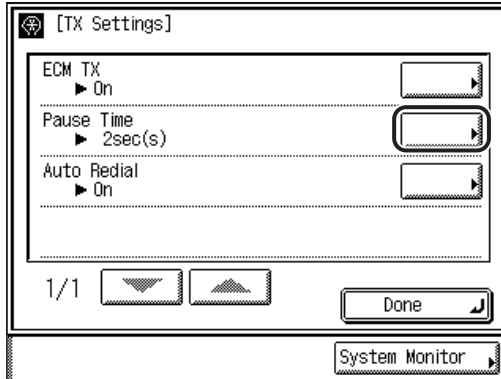 [TX Settings]
ECM TX
▶ On
Pause Time
▶ 2sec(s)
Auto Redial
▶ On
1/1
Done
System Monitor